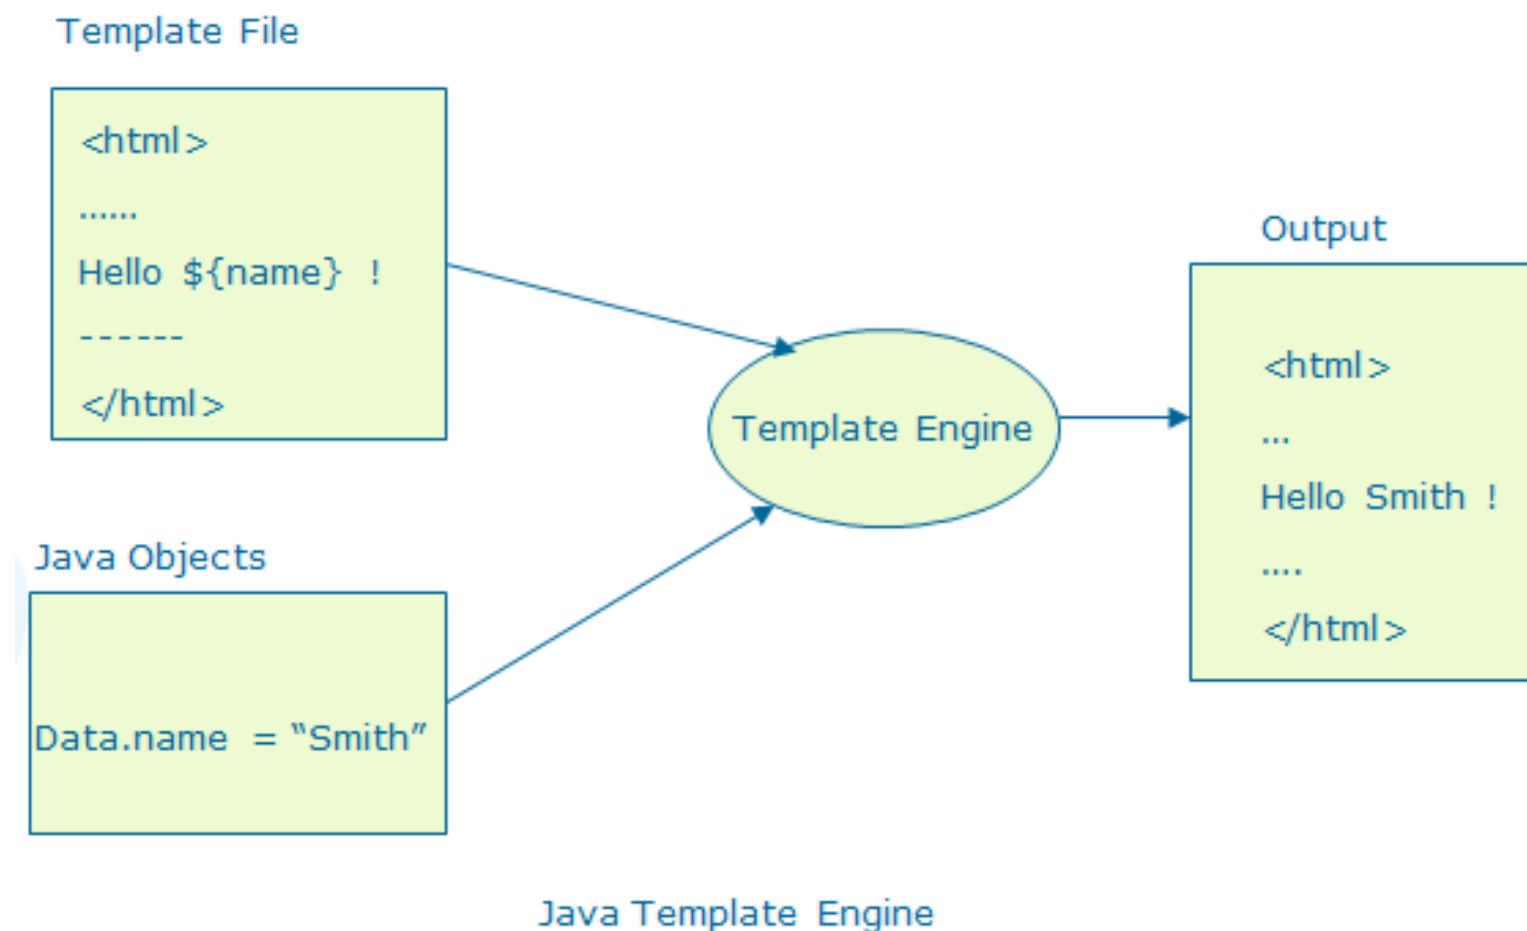 Template File
<html>
......
Hello ${name} !
------
</html>
Java Objects
Data.name = “Smith”
Template Engine
Output
<html>
...
Hello Smith !
....
</html>
Java Template Engine